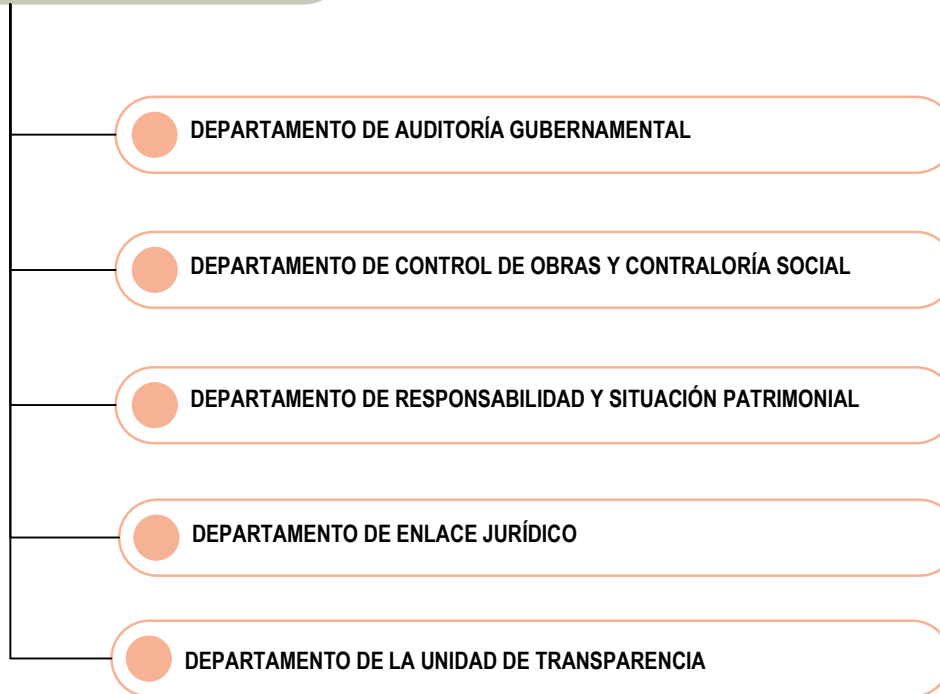 DEPARTAMENTO DE AUDITORÍA GUBERNAMENTAL
DEPARTAMENTO DE CONTROL DE OBRAS Y CONTRALORÍA SOCIAL
DEPARTAMENTO DE RESPONSABILIDAD Y SITUACIÓN PATRIMONIAL
DEPARTAMENTO DE ENLACE JURÍDICO
DEPARTAMENTO DE LA UNIDAD DE TRANSPARENCIA